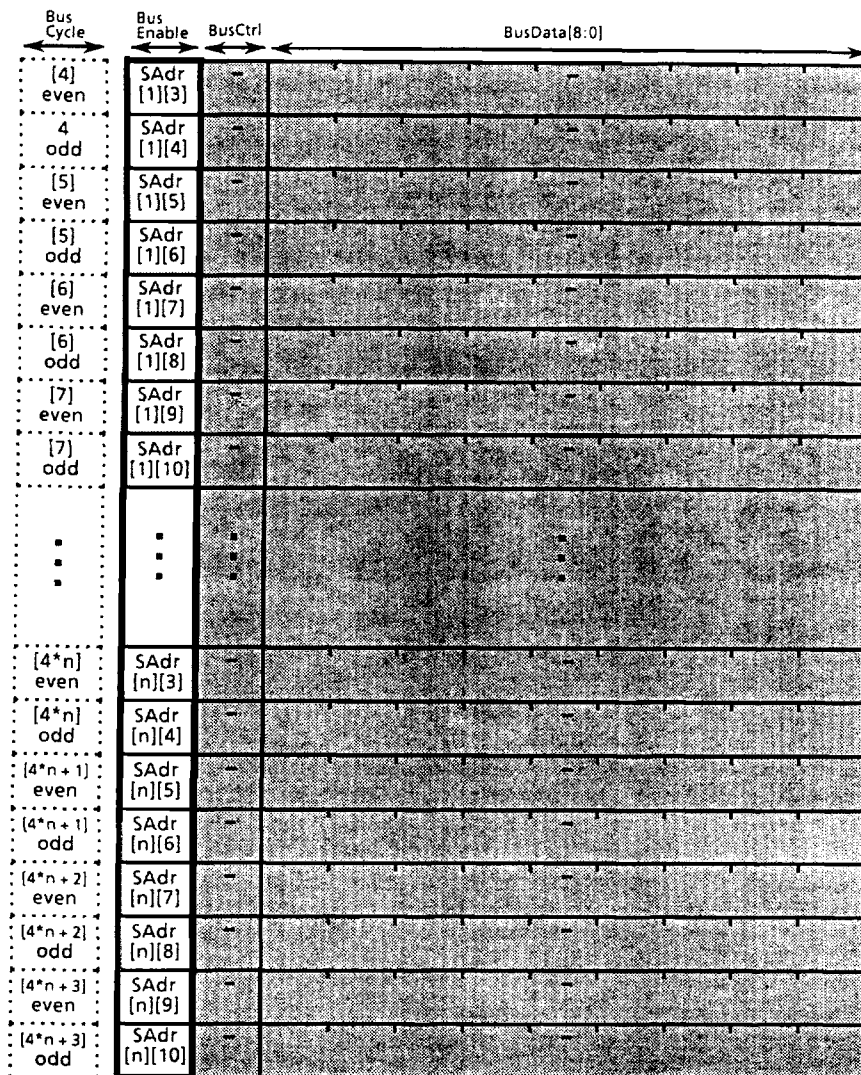 Bus Cycle
Bus Enable
BusCtrl
BusData[8:0]
[4] even
SAdr [1][3]
-
-
4 odd
SAdr [1][4]
-
-
[5] even
SAdr [1][5]
-
-
[5] odd
SAdr [1][6]
-
-
[6] even
SAdr [1][7]
-
-
[6] odd
SAdr [1][8]
-
-
[7] even
SAdr [1][9]
-
-
[7] odd
SAdr [1][10]
-
-
[4*n] even
SAdr [n][3]
-
-
[4*n] odd
SAdr [n][4]
-
-
[4*n + 1] even
SAdr [n][5]
-
-
[4*n + 1] odd
SAdr [n][6]
-
-
[4*n + 2] even
SAdr [n][7]
-
-
[4*n + 2] odd
SAdr [n][8]
-
-
[4*n + 3] even
SAdr [n][9]
-
-
[4*n + 3] odd
SAdr [n][10]
-
-